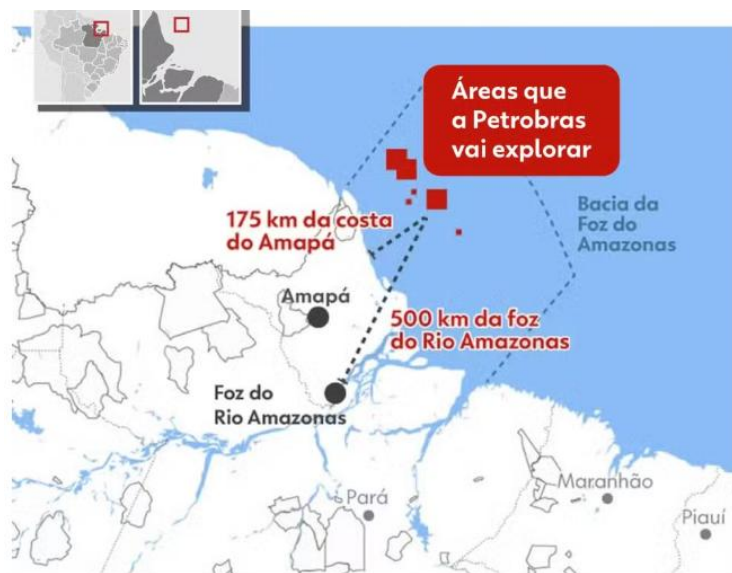 Áreas que
a Petrobras
vai explorar
175 km da costa
do Amapá
Bacia da
Foz do
Amazonas
Amapá
500 km da foz
do Rio Amazonas
Foz do
Rio Amazonas
Pará
Maranhão
Piauí